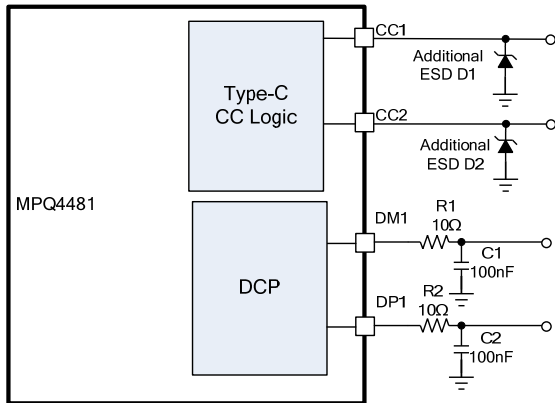 CC1
Additional
ESD D1
Type-C
CC Logic
CC2
Additional
ESD D2
MPQ4481
DM1
R1
10Ω
C1
100nF
DCP
DP1
R2
10Ω
C2
100nF